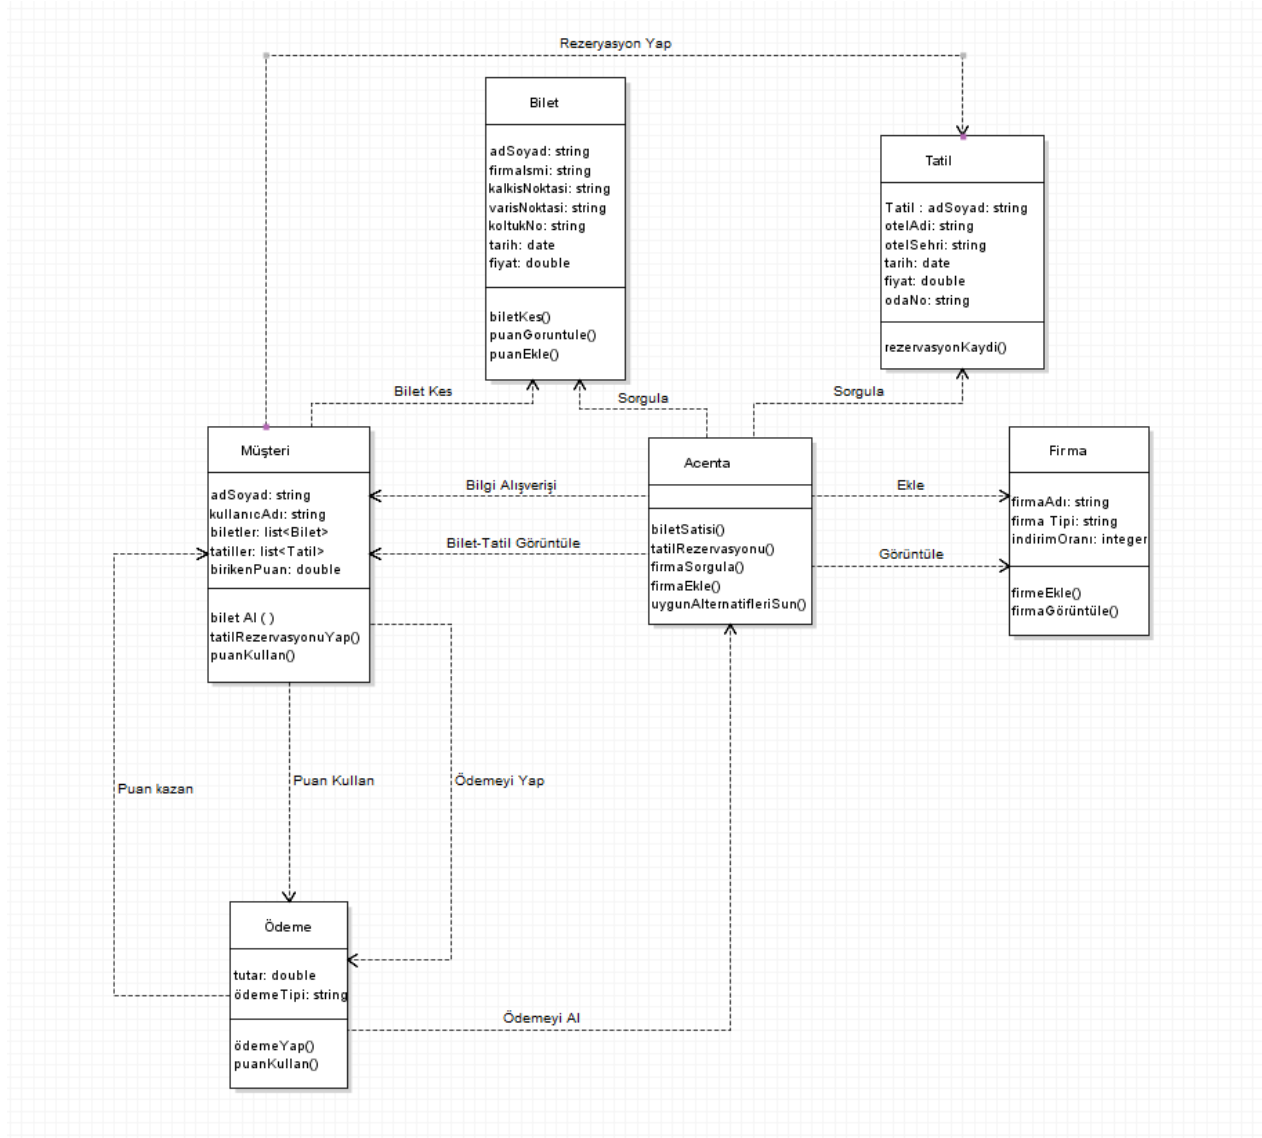 Rezeryasyon Yap
Bilet
adSoyad: string
firmaIsmi: string
kalkisNoktasi: string
varisNoktasi: string
koltukNo: string
tarih: date
fiyat: double
biletKes()
puanGoruntule()
puanEkle()
Tatil
Tatil : adSoyad: string
otelAdi: string
otelSehri: string
tarih: date
fiyat: double
odaNo: string
rezervasyonKaydi()
Bilet Kes
Sorgula
Sorgula
Müşteri
adSoyad: string
kullanıcAdı: string
biletler: list<Bilet>
tatiller: list<Tatil>
birikenPuan: double
bilet Al ( )
tatilRezervasyonuYap()
puanKullan()
Bilgi Alışverişi
Bilet-Tatil Görüntüle
Acenta
biletSatisi()
tatilRezervasyonu()
firmaSorgula()
firmaEkle()
uygunAlternatifleriSun()
Ekle
Görüntüle
Firma
firmaAdı: string
firma Tipi: string
indirimOranı: integer
firmeEkle()
firmaGörüntüle()
Puan kazan
Puan Kullan
Ödemeyi Yap
Ödeme
tutar: double
ödemeTipi: string
ödemeYap()
puanKullan()
Ödemeyi Al